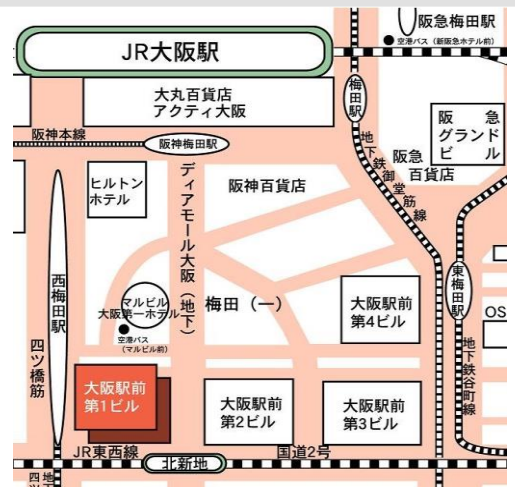 阪急梅田駅
空港バス（新阪急ホテル前）
JR大阪駅
大丸百貨店
アクティ大阪
梅田駅
阪急
グランド
ビル
阪神本線
阪神梅田駅
地下鉄御堂筋線
阪急
百貨店
ヒルトン
ホテル
ディアモール大阪（地下）
阪神百貨店
西梅田駅
四ツ橋筋
マルビル
大阪第一ホテル
空港バス
（マルビル前）
梅田（一）
大阪駅前
第4ビル
東梅田駅
OS
地下鉄谷町線
大阪駅前
第1ビル
大阪駅前
第2ビル
大阪駅前
第3ビル
JR東西線
北新地
国道2号
地
四ツ